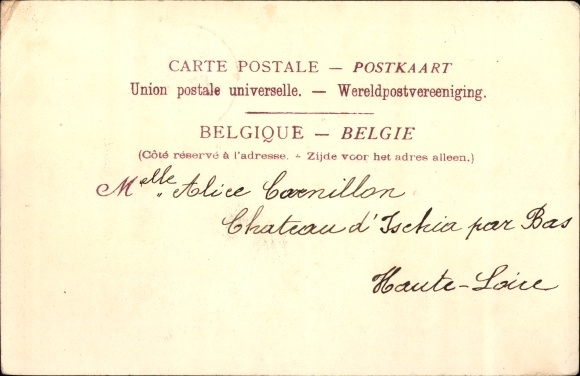 CARTE POSTALE — POSTKAART
Union postale universelle. — Wereldpostvereeniging.
BELGIQUE — BELGIE
(Côté réservé à l'adresse. - Zijde voor het adres alleen.)
Melle Alice Cornillon
Chateau d'Ischia par Bas
Haute-Loire